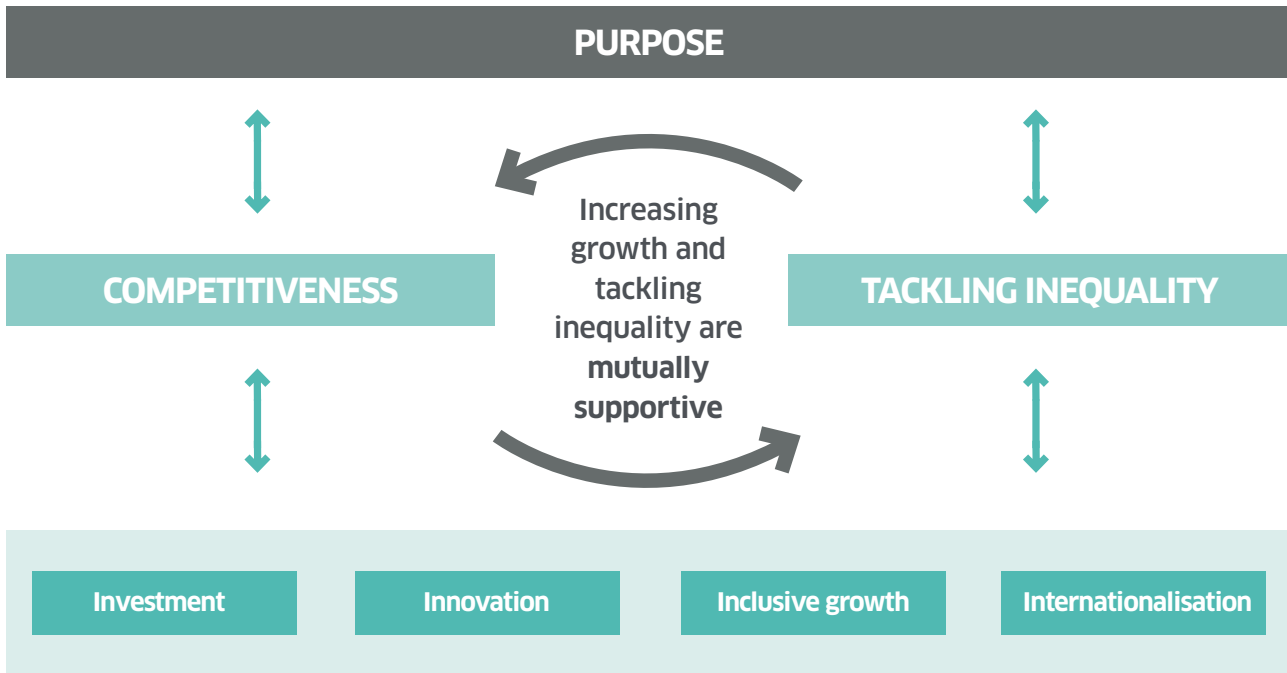 PURPOSE
COMPETITIVENESS
Increasing
growth and
tackling
inequality are
mutually
supportive
TACKLING INEQUALITY
Investment
Innovation
Inclusive growth
Internationalisation